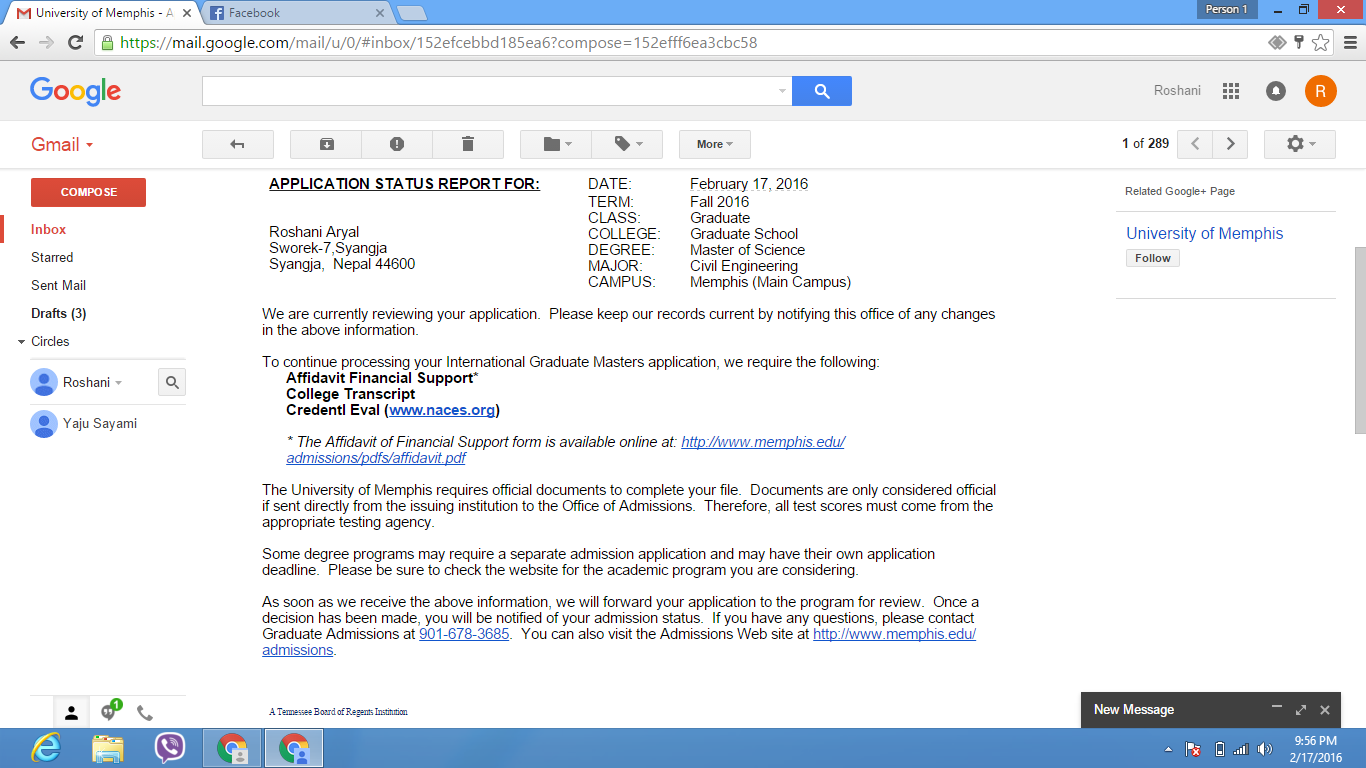 University of Memphis - A
Facebook
Person 1
https://mail.google.com/mail/u/0/#inbox/152efcebbd185ea6?compose=152efff6ea3cbc58
Google
Roshani
R
Gmail
More
1 of 289
COMPOSE
Inbox
Starred
Sent Mail
Drafts (3)
Circles
Roshani
Yaju Sayami
APPLICATION STATUS REPORT FOR:
Roshani Aryal
Sworek-7,Syangja
Syangja, Nepal 44600
DATE: February 17, 2016
TERM: Fall 2016
CLASS: Graduate
COLLEGE: Graduate School
DEGREE: Master of Science
MAJOR: Civil Engineering
CAMPUS: Memphis (Main Campus)
We are currently reviewing your application. Please keep our records current by notifying this office of any changes
in the above information.
To continue processing your International Graduate Masters application, we require the following:
Affidavit Financial Support*
College Transcript
Credentl Eval (www.naces.org)
* The Affidavit of Financial Support form is available online at: http://www.memphis.edu/
admissions/pdfs/affidavit.pdf
The University of Memphis requires official documents to complete your file. Documents are only considered official
if sent directly from the issuing institution to the Office of Admissions. Therefore, all test scores must come from the
appropriate testing agency.
Some degree programs may require a separate admission application and may have their own application
deadline. Please be sure to check the website for the academic program you are considering.
As soon as we receive the above information, we will forward your application to the program for review. Once a
decision has been made, you will be notified of your admission status. If you have any questions, please contact
Graduate Admissions at 901-678-3685. You can also visit the Admissions Web site at http://www.memphis.edu/
admissions.
A Tennessee Board of Regents Institution
Related Google+ Page
University of Memphis
Follow
New Message
1
9:56 PM
2/17/2016